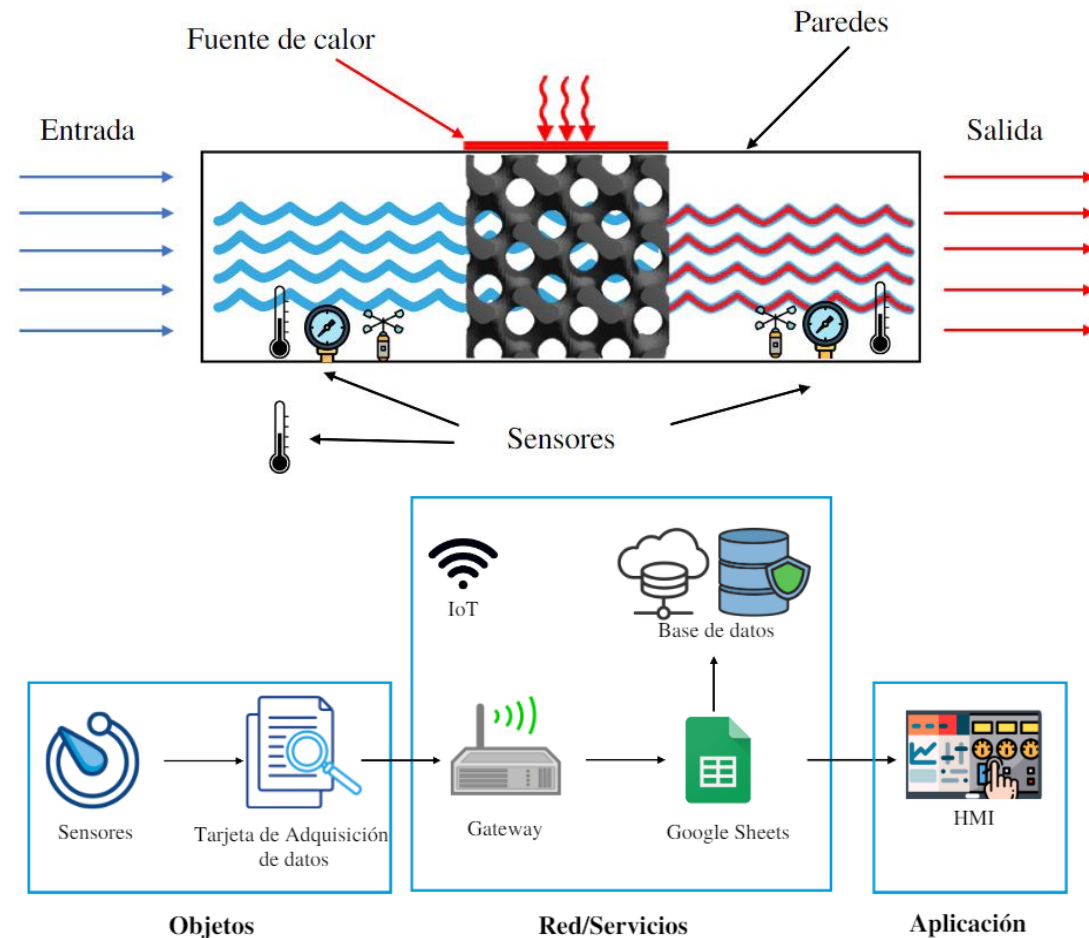 Fuente de calor
Paredes
Entrada
Salida
Sensores
IoT
Base de datos
Sensores
Tarjeta de Adquisición
de datos
Gateway
Google Sheets
HMI
Objetos
Red/Servicios
Aplicación